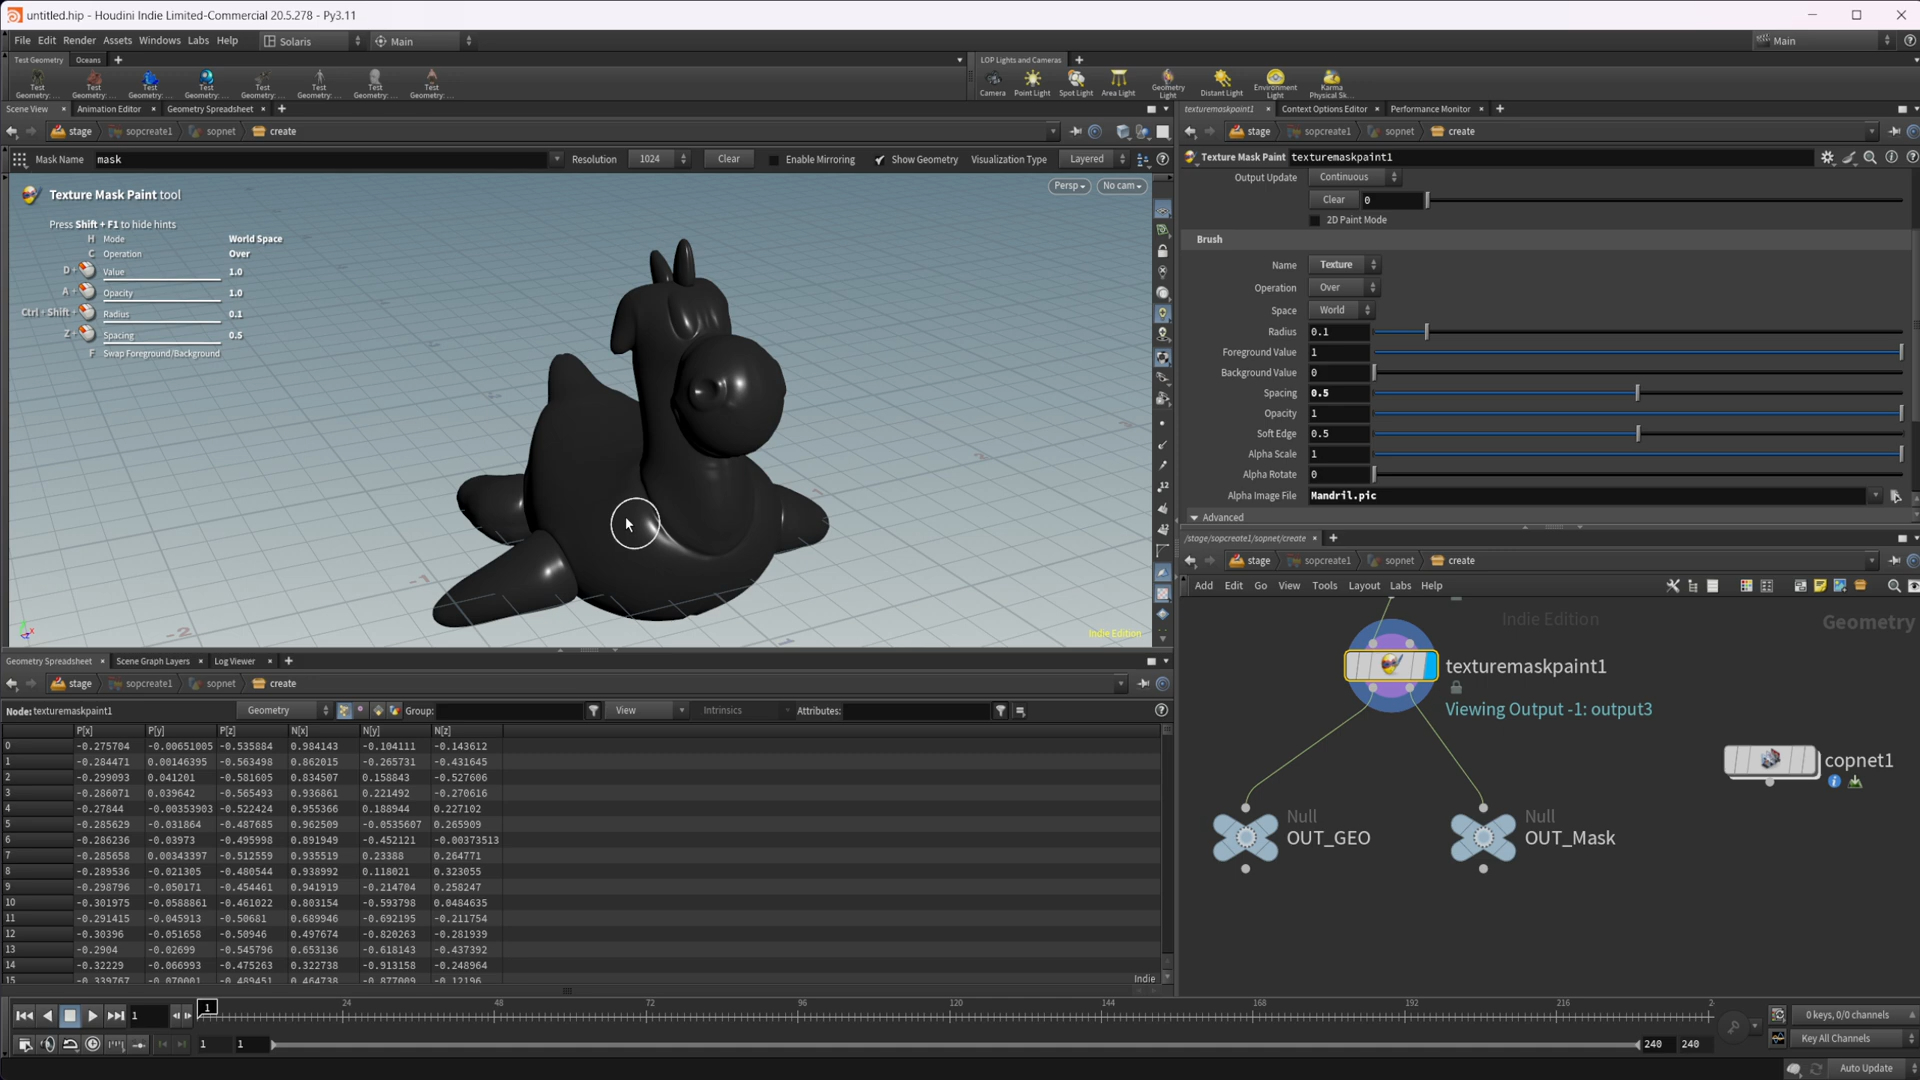 untitled.hip - Houdini Indie Limited-Commercial 20.5.278 - Py3.11
File Edit Render Assets Windows Labs Help Solaris Main Main
Test Geometry Oceans LOP Lights and Cameras
Test Geometry:... Test Geometry:... Test Geometry:... Test Geometry:... Test Geometry:... Test Geometry:... Test Geometry:... Test Geometry:... Camera Point Light Spot Light Area Light Geometry Light Distant Light Environment Light Karma Physical Sk...
Scene View Animation Editor Geometry Spreadsheet texturemaskpaint1 Context Options Editor Performance Monitor
stage sopcreate1 sopnet create stage sopcreate1 sopnet create
Mask Name mask Resolution 1024 Clear Enable Mirroring Show Geometry Visualization Type Layered
Texture Mask Paint texturemaskpaint1
Texture Mask Paint tool
Persp No cam
Press Shift + F1 to hide hints
H Mode World Space
C Operation Over
D + Value 1.0
A + Opacity 1.0
Ctrl + Shift + Radius 0.1
Z + Spacing 0.5
F Swap Foreground/Background
-1
-2
Indie Edition
Output Update Continuous
Clear 0
2D Paint Mode
Brush
Name Texture
Operation Over
Space World
Radius 0.1
Foreground Value 1
Background Value 0
Spacing 0.5
Opacity 1
Soft Edge 0.5
Alpha Scale 1
Alpha Rotate 0
Alpha Image File Mandril.pic
Advanced
/stage/sopcreate1/sopnet/create
stage sopcreate1 sopnet create
Add Edit Go View Tools Layout Labs Help
Indie Edition Geometry
texturemaskpaint1
Viewing Output -1: output3
copnet1
Null
OUT_GEO
Null
OUT_Mask
Geometry Spreadsheet Scene Graph Layers Log Viewer
stage sopcreate1 sopnet create
Node: texturemaskpaint1 Geometry Group: View Intrinsics Attributes:
P[x] P[y] P[z] N[x] N[y] N[z]
0 -0.275704 -0.00651005 -0.535884 0.984143 -0.104111 -0.143612
1 -0.284471 0.00146395 -0.563498 0.862015 -0.265731 -0.431645
2 -0.299093 0.041201 -0.581605 0.834507 0.158843 -0.527606
3 -0.286071 0.039642 -0.565493 0.936861 0.221492 -0.270616
4 -0.27844 -0.00353903 -0.522424 0.955366 0.188944 0.227102
5 -0.285629 -0.031864 -0.487685 0.962509 -0.0535607 0.265909
6 -0.286236 -0.03973 -0.495998 0.891949 -0.452121 -0.00373513
7 -0.285658 0.00343397 -0.512559 0.935519 0.23388 0.264771
8 -0.289536 -0.021305 -0.480544 0.938992 0.118021 0.323055
9 -0.298796 -0.050171 -0.454461 0.941919 -0.214704 0.258247
10 -0.301975 -0.0588861 -0.461022 0.803154 -0.593798 0.0484635
11 -0.291415 -0.045913 -0.50681 0.689946 -0.692195 -0.211754
12 -0.30396 -0.051658 -0.50946 0.497674 -0.820263 -0.281939
13 -0.2904 -0.02699 -0.545796 0.653136 -0.618143 -0.437392
14 -0.32229 -0.066993 -0.475263 0.322738 -0.913158 -0.248964
15 -0.339767 -0.070001 -0.489451 0.464738 -0.877009 -0.12196
Indie
1 1 24 48 72 96 120 144 168 192 216 2
0 keys, 0/0 channels
1 1 240 240 Key All Channels
Auto Update